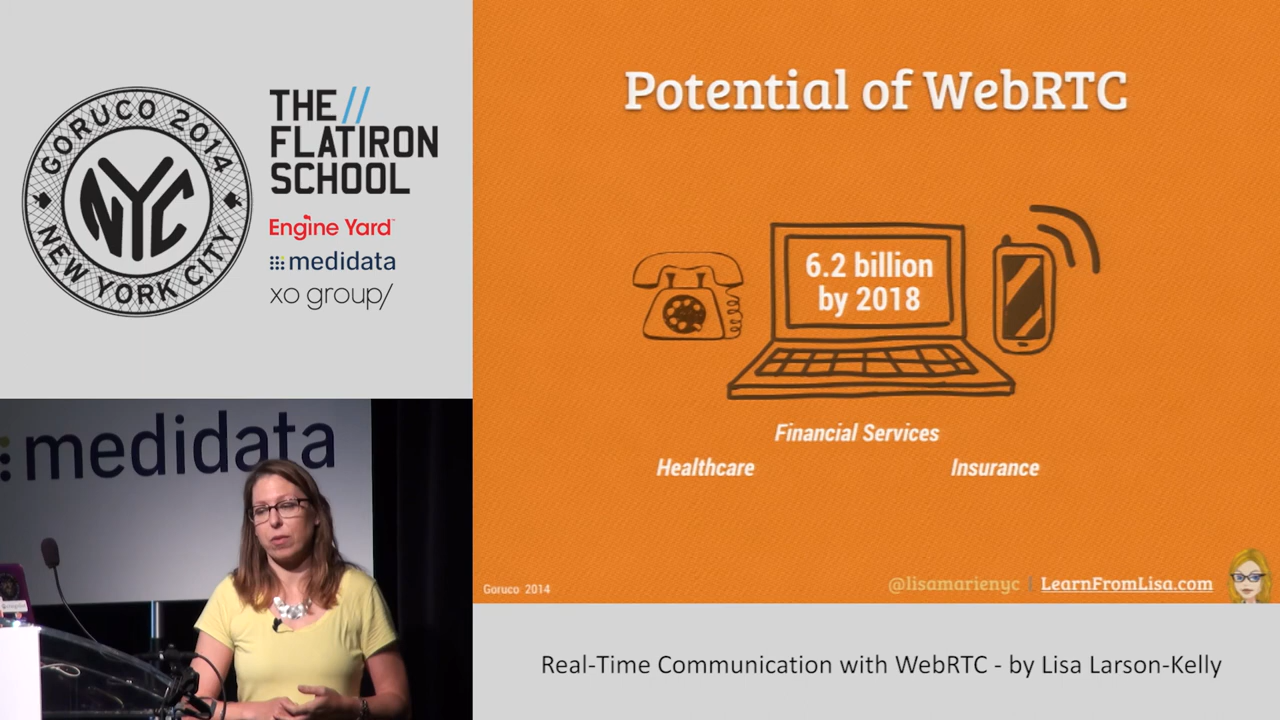 GORUCO 2014
NYC
NEW YORK CITY
THE//
FLATIRON
SCHOOL
Engine Yard
medidata
xo group/
medidata
Potential of WebRTC
6.2 billion
by 2018
Financial Services
Healthcare
Insurance
Goruco 2014
@lisamarienyc | LearnFromLisa.com
Real-Time Communication with WebRTC - by Lisa Larson-Kelly